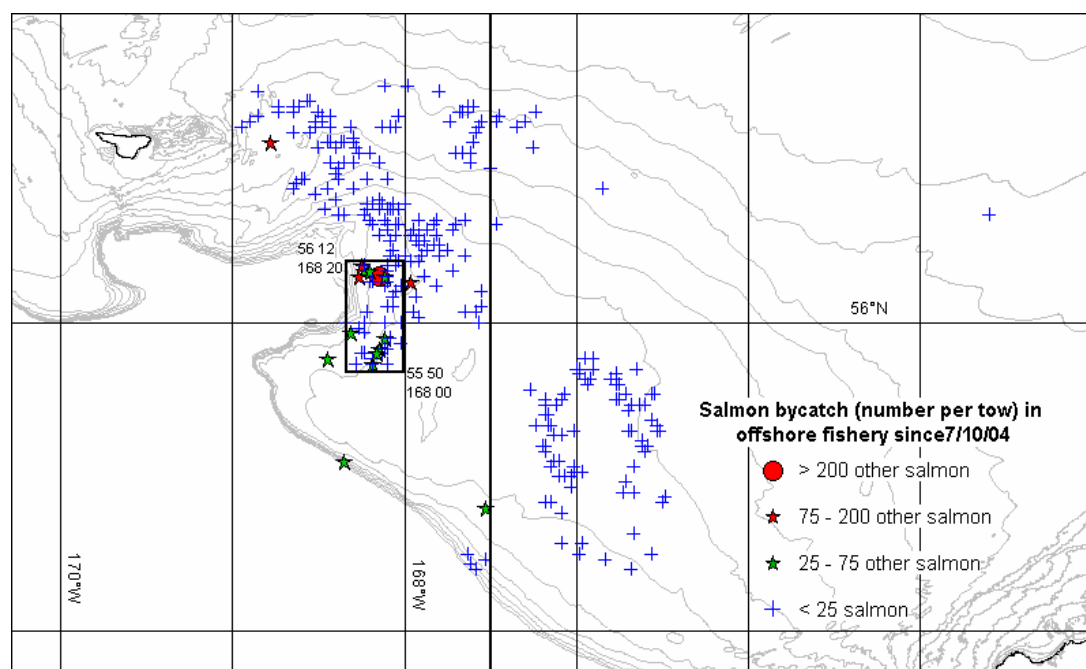 56 12
168 20
56°N
55 50
168 00
Salmon bycatch (number per tow) in
offshore fishery since7/10/04
> 200 other salmon
75 - 200 other salmon
25 - 75 other salmon
< 25 salmon
170°W
168°W